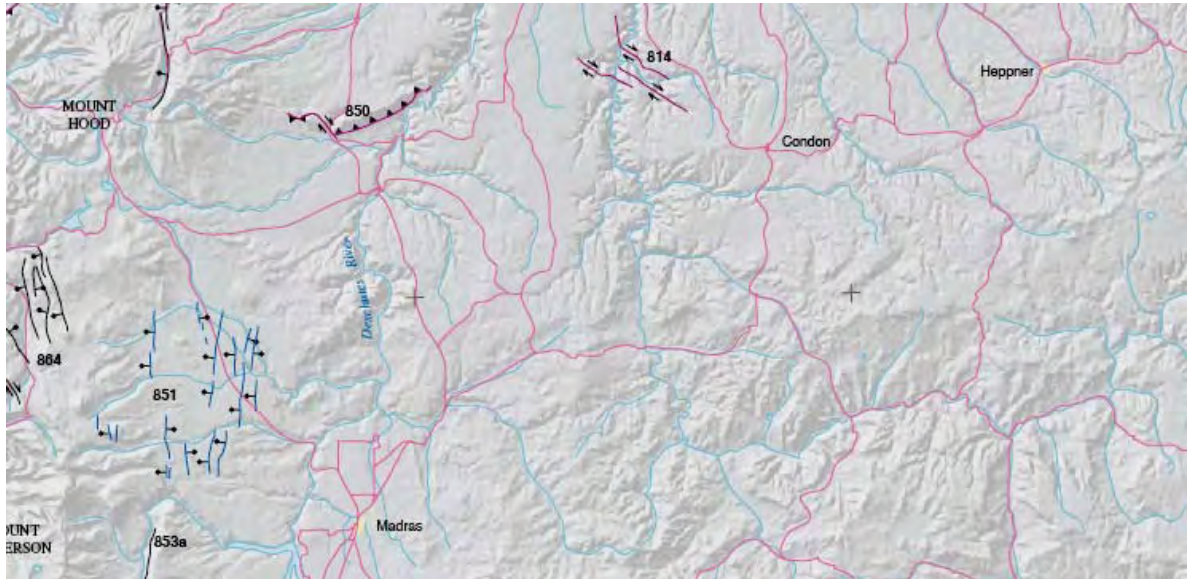 814
Heppner
MOUNT
HOOD
850
Condon
Deschutes River
864
851
Madras
OUNT
ERSON
853a